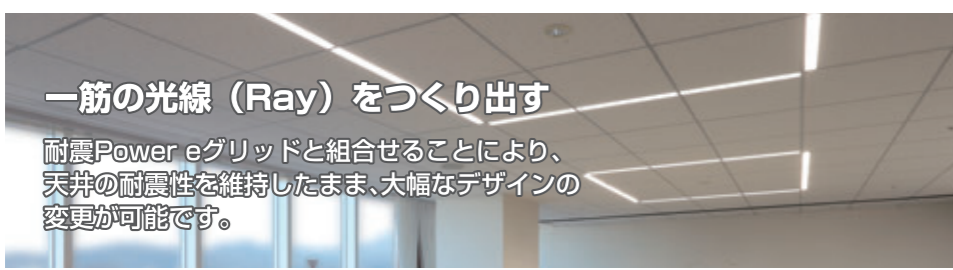 一筋の光線（Ray）をつくり出す
耐震Power eグリッドと組合せることにより、
天井の耐震性を維持したまま、大幅なデザインの
変更が可能です。